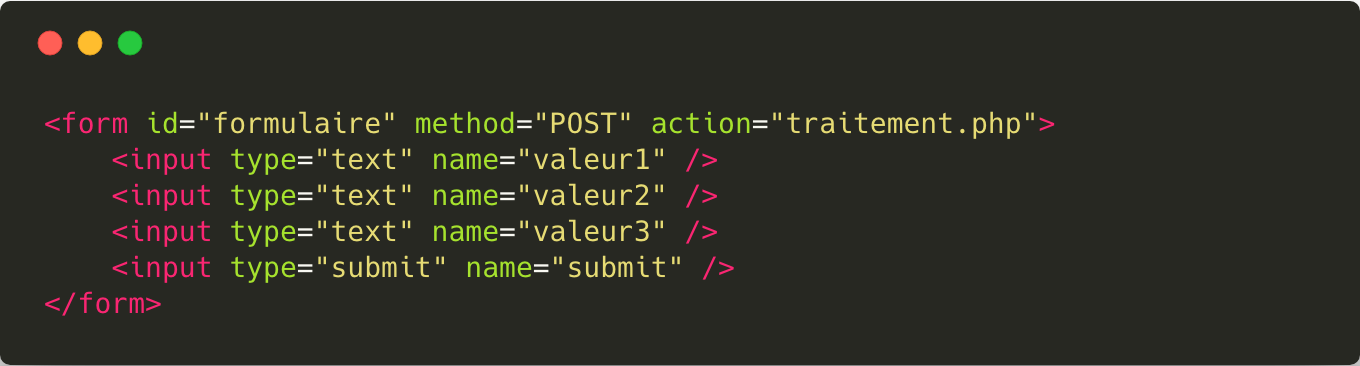 <form id="formulaire" method="POST" action="traitement.php">
    <input type="text" name="valeur1" />
    <input type="text" name="valeur2" />
    <input type="text" name="valeur3" />
    <input type="submit" name="submit" />
</form>